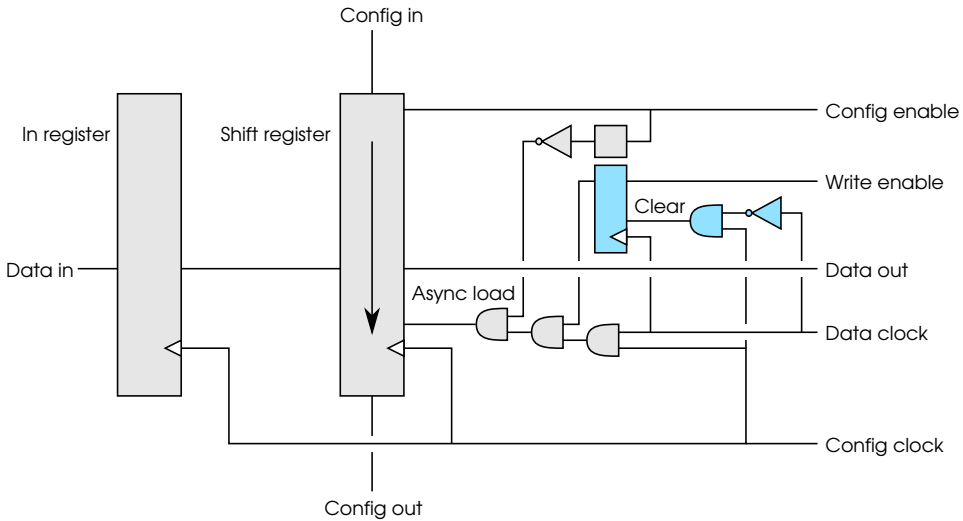 Config in
Config enable
In register
Shift register
Write enable
Clear
Data in
Data out
Async load
Data clock
Config clock
Config out